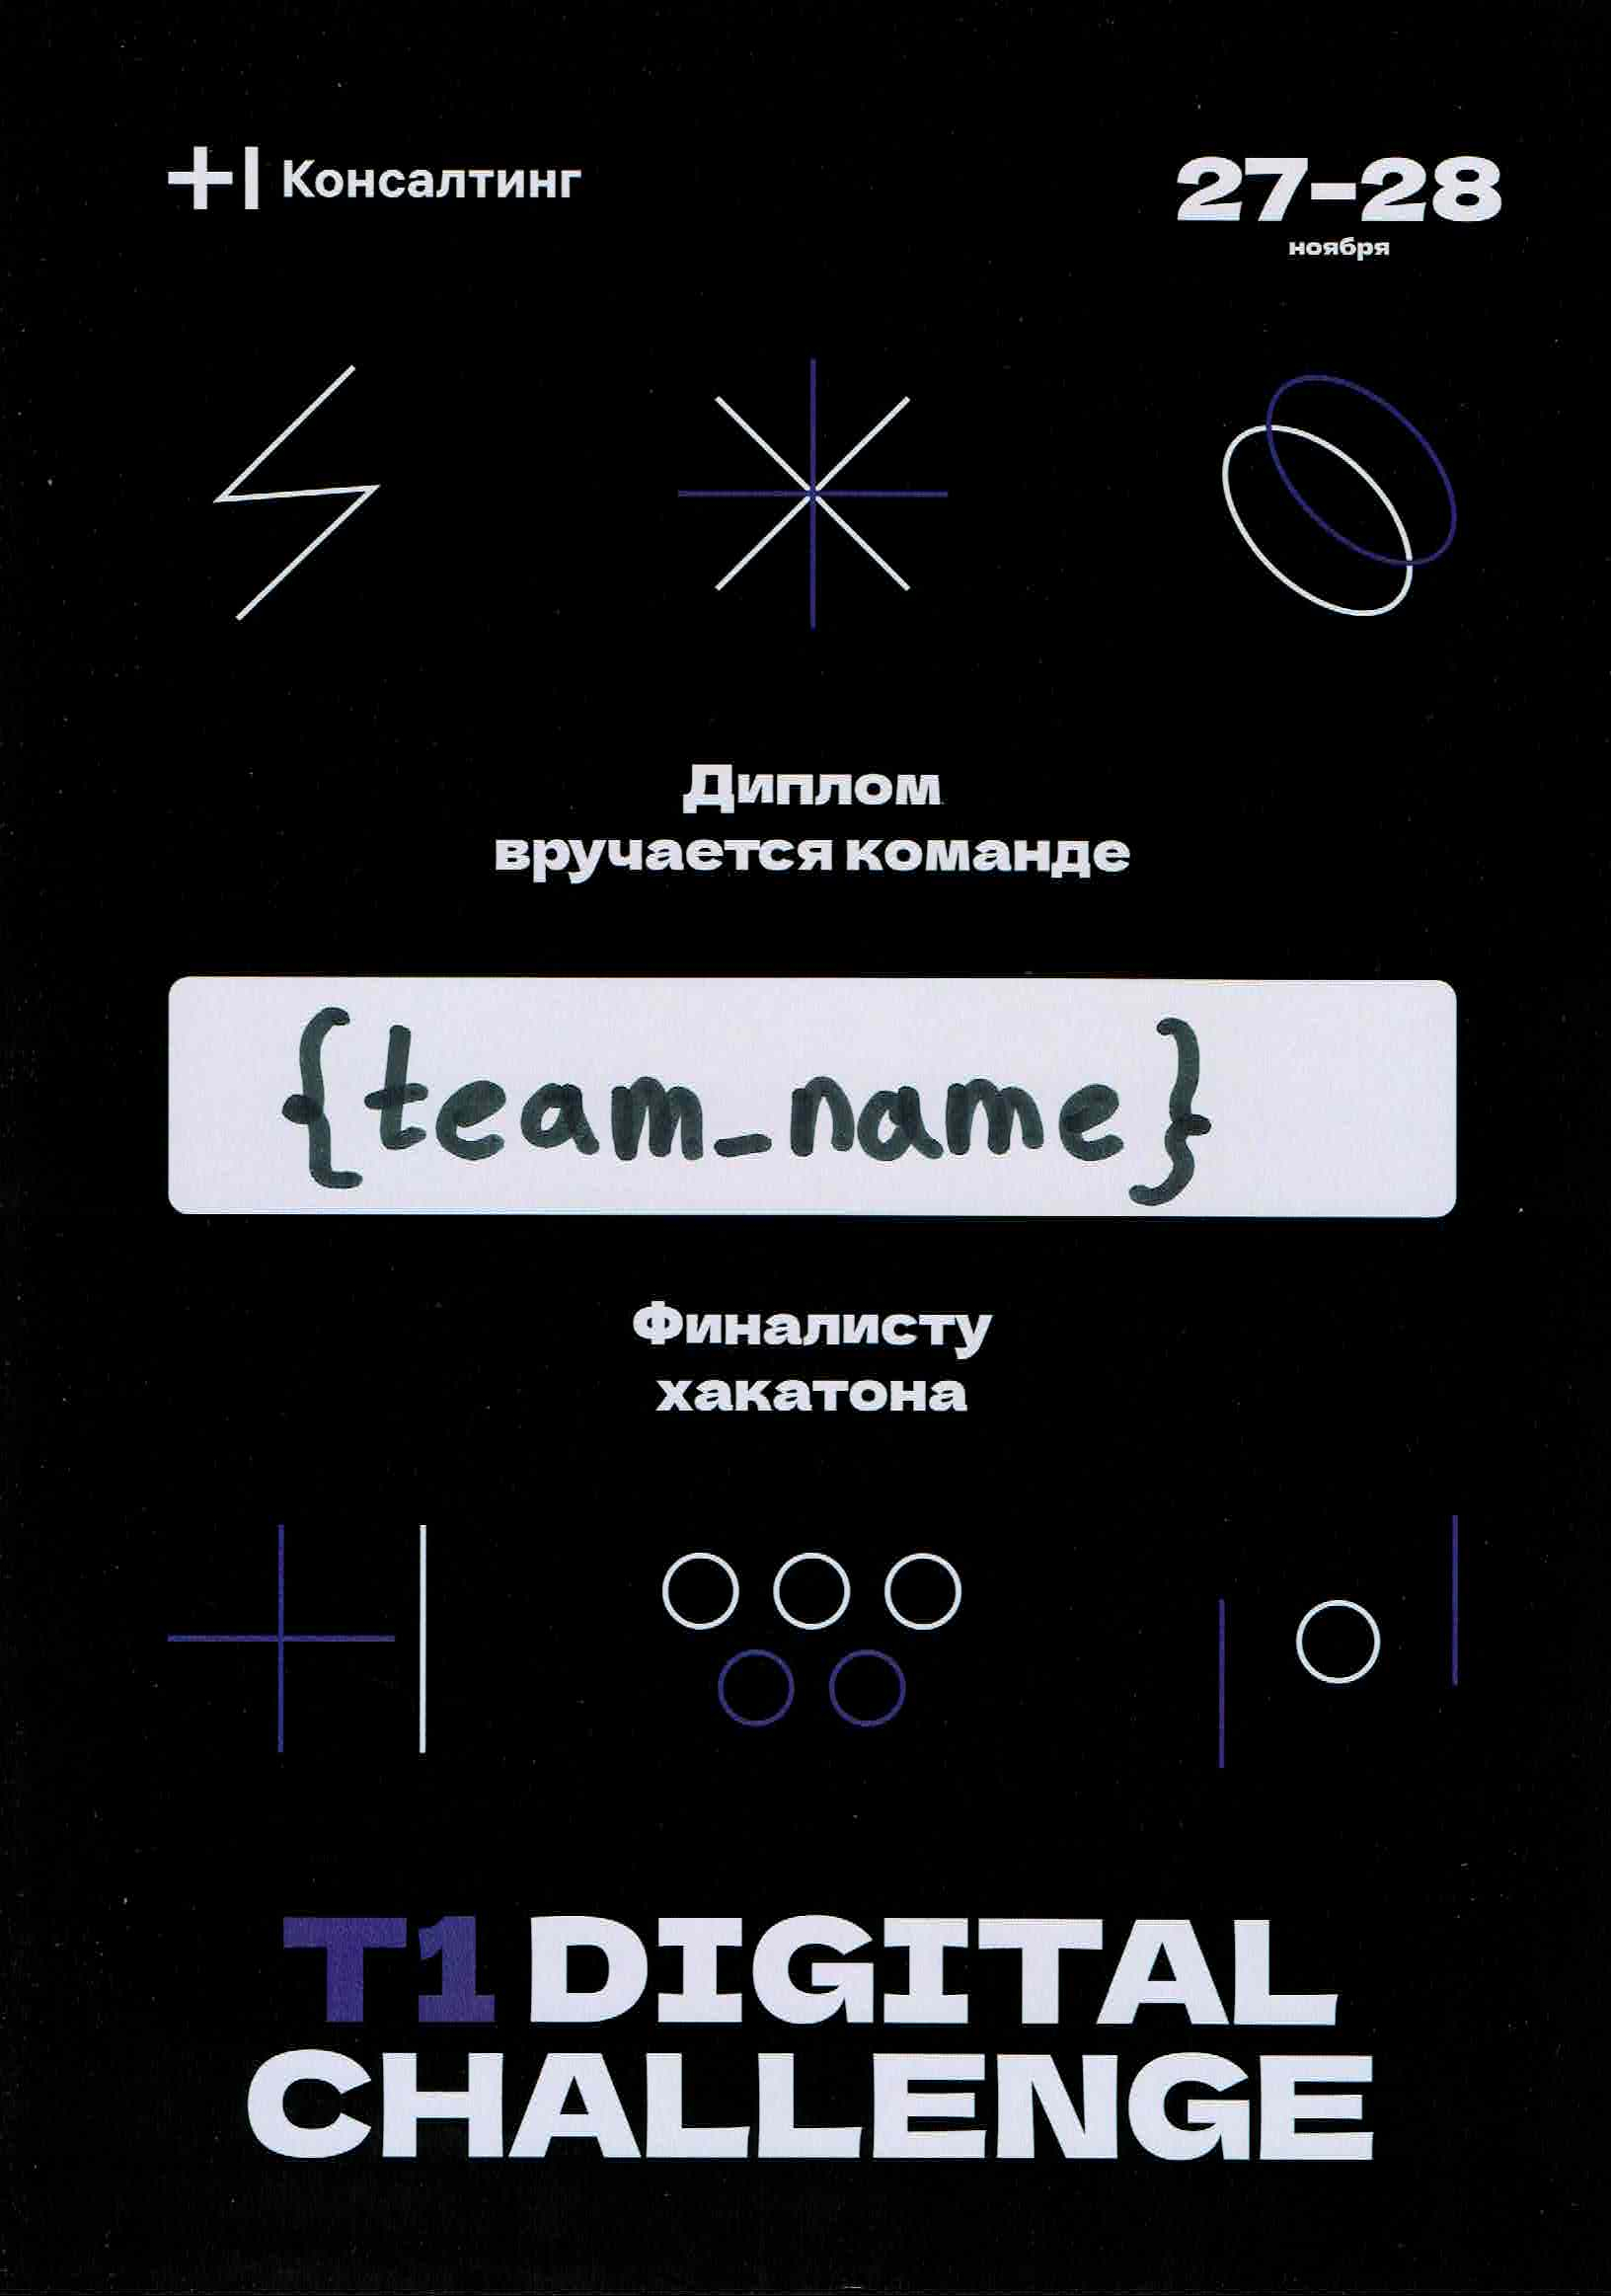 Консалтинг
27-28
ноября
Диплом
вручается команде
{team_name}
Финалисту
хакатона
T1 DIGITAL
CHALLENGE